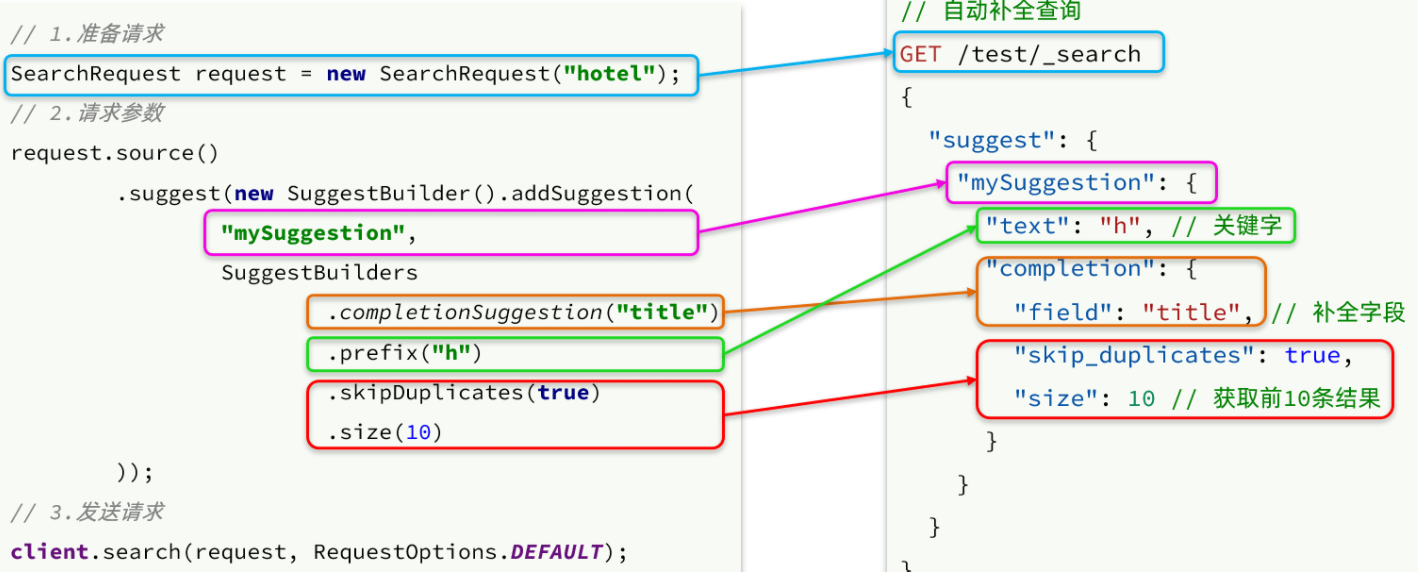 // 1.准备请求
SearchRequest request = new SearchRequest("hotel");
// 2.请求参数
request.source()
.suggest(new SuggestBuilder().addSuggestion(
"mySuggestion",
SuggestBuilders
.completionSuggestion("title")
.prefix("h")
.skipDuplicates(true)
.size(10)
));
// 3.发送请求
client.search(request, RequestOptions.DEFAULT);
// 自动补全查询
GET /test/_search
{
"suggest": {
"mySuggestion": {
"text": "h", // 关键字
"completion": {
"field": "title", // 补全字段
"skip_duplicates": true,
"size": 10 // 获取前10条结果
}
}
}
}